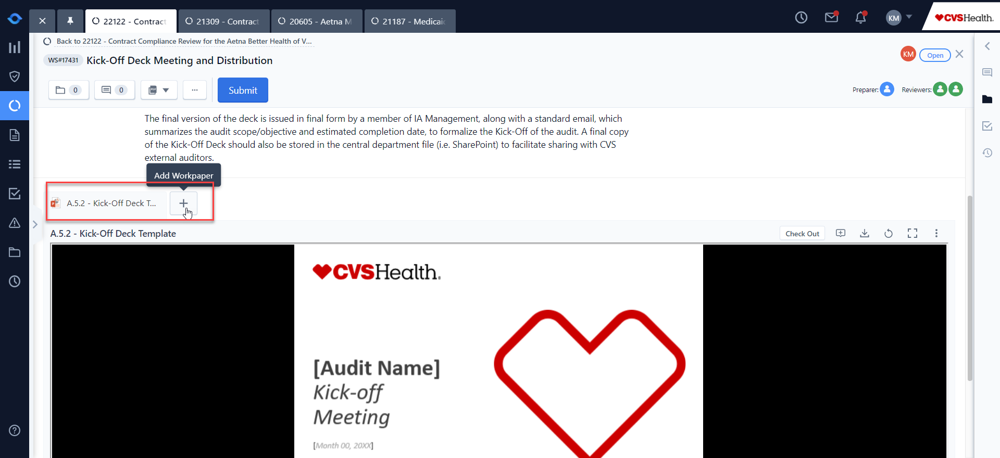 22122 - Contract
21309 - Contract
20605 - Aetna M
21187 - Medicaid
KM
CVSHealth.
Back to 22122 - Contract Compliance Review for the Aetna Better Health of V...
WS#17431 Kick-Off Deck Meeting and Distribution
KM
Open
0
0
PDF
...
Submit
Preparer:
Reviewers:
The final version of the deck is issued in final form by a member of IA Management, along with a standard email, which
summarizes the audit scope/objective and estimated completion date, to formalize the Kick-Off of the audit. A final copy
of the Kick-Off Deck should also be stored in the central department file (i.e. SharePoint) to facilitate sharing with CVS
external auditors.
Add Workpaper
A.5.2 - Kick-Off Deck T...
A.5.2 - Kick-Off Deck Template
Check Out
CVSHealth.
[Audit Name]
Kick-off
Meeting
[Month 00, 20XX]